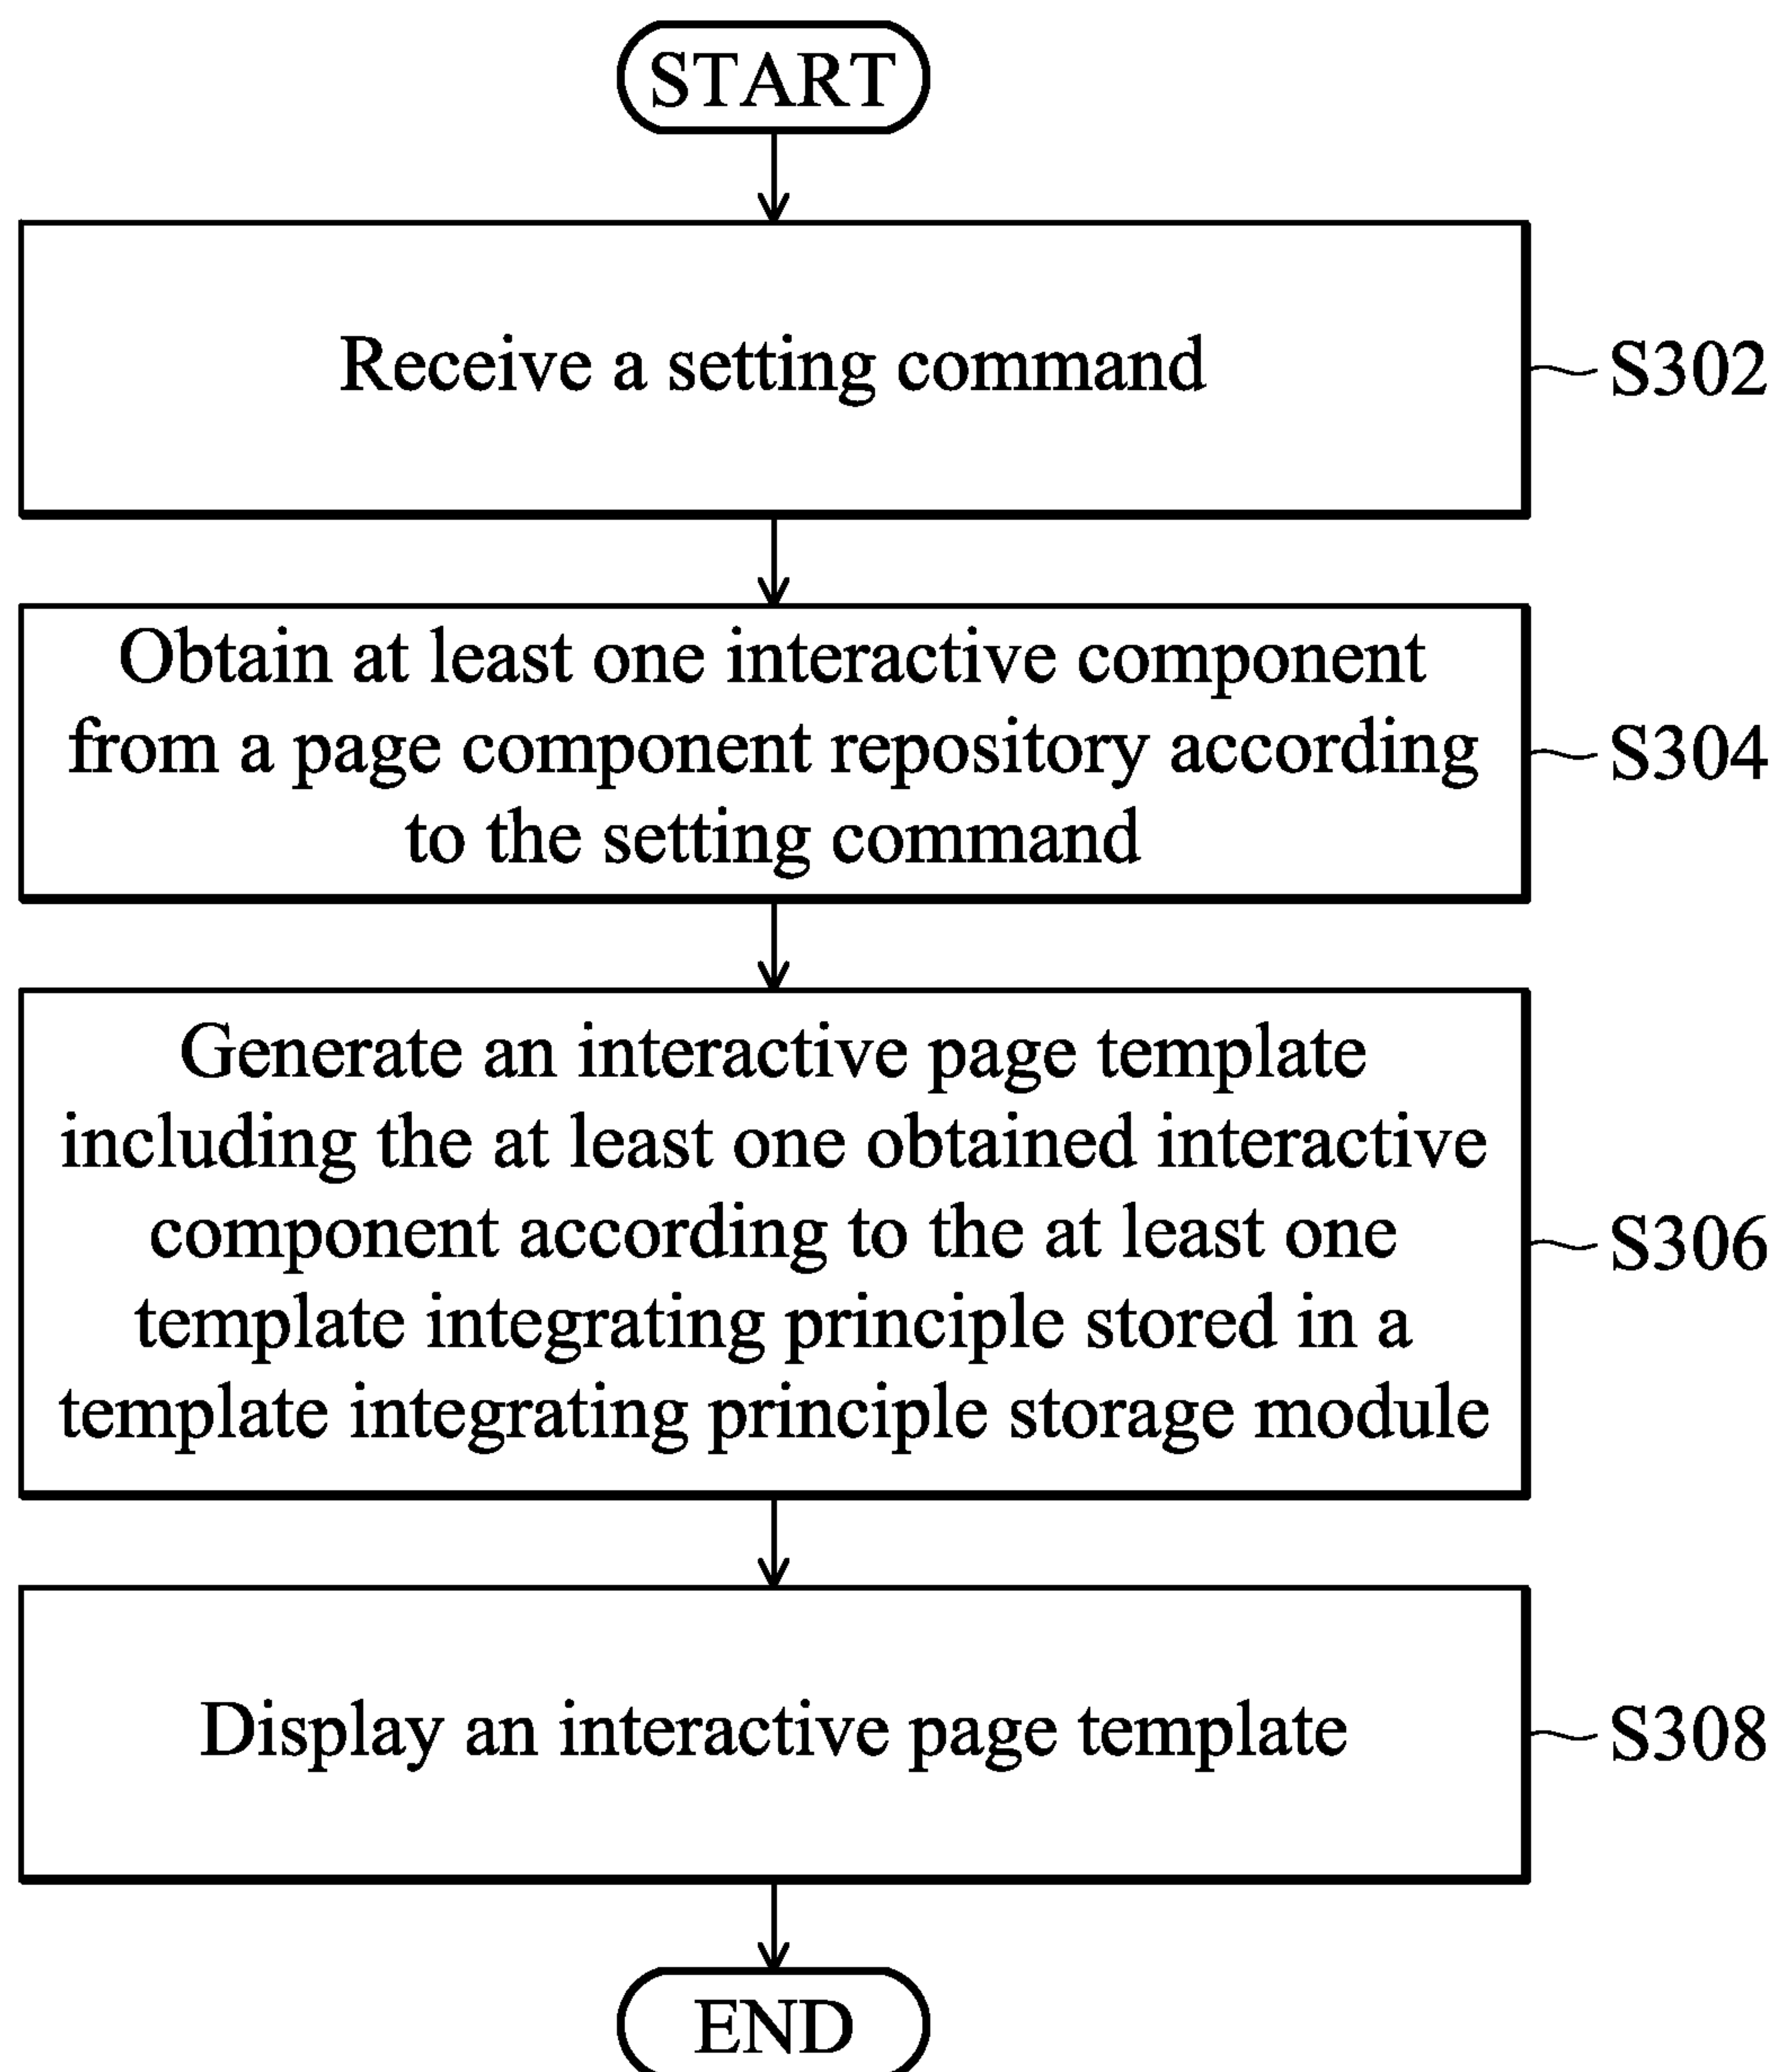 START
Receive a setting command
S302
Obtain at least one interactive component
from a page component repository according
to the setting command
S304
Generate an interactive page template
including the at least one obtained interactive
component according to the at least one
template integrating principle stored in a
template integrating principle storage module
S306
Display an interactive page template
S308
END